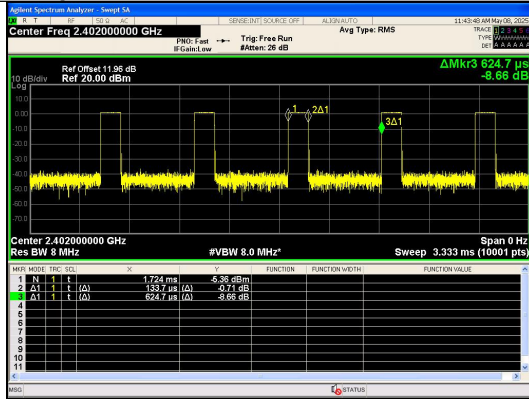 Agilent Spectrum Analyzer - Swept SA
R T RF 50 Ω AC SENSE:INT SOURCE OFF ALIGN AUTO 11:43:48 AM May 08, 2025
Center Freq 2.402000000 GHz
PNO: Fast
IFGain:Low
Trig: Free Run
#Atten: 26 dB
Avg Type: RMS
TRACE 1 2 3 4 5 6
TYPE
DET A A A A A
ΔMkr3 624.7 µs
-8.66 dB
Ref Offset 11.96 dB
Ref 20.00 dBm
10 dB/div
Log
10.0
0.00
-10.0
-20.0
-30.0
-40.0
-50.0
-60.0
-70.0
1
2Δ1
3Δ1
Center 2.402000000 GHz
Span 0 Hz
Res BW 8 MHz
#VBW 8.0 MHz*
Sweep 3.333 ms (10001 pts)
MKR MODE TRC SCL X Y FUNCTION FUNCTION WIDTH FUNCTION VALUE
1 N 1 t 1.724 ms -5.36 dBm
2 Δ1 1 t (Δ) 133.7 µs (Δ) -0.71 dB
3 Δ1 1 t (Δ) 624.7 µs (Δ) -8.66 dB
4
5
6
7
8
9
10
11
MSG
STATUS